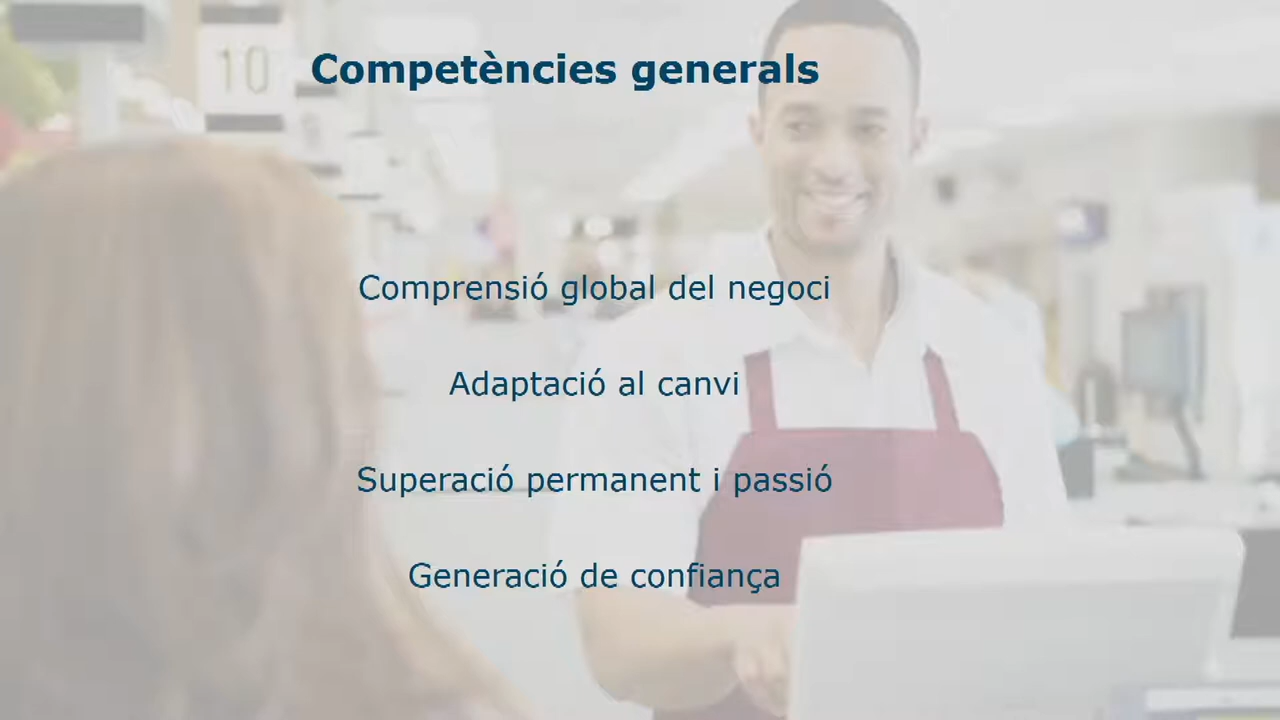 10
Competències generals
Comprensió global del negoci
Adaptació al canvi
Superació permanent i passió
Generació de confiança